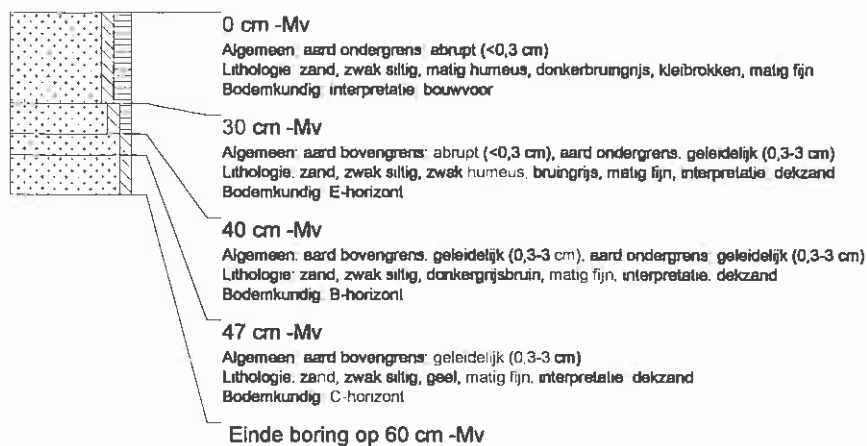 0 cm -Mv
Algemeen: aard ondergrens: abrupt (<0,3 cm)
Lithologie: zand, zwak siltig, matig humeus, donkerbruingrijs, kleibrokken, matig fijn
Bodemkundig: interpretatie: bouwvoor
30 cm -Mv
Algemeen: aard bovengrens: abrupt (<0,3 cm), aard ondergrens: geleidelijk (0,3-3 cm)
Lithologie: zand, zwak siltig, zwak humeus, bruingrijs, matig fijn, interpretatie: dekzand
Bodemkundig: E-horizont
40 cm -Mv
Algemeen: aard bovengrens: geleidelijk (0,3-3 cm), aard ondergrens: geleidelijk (0,3-3 cm)
Lithologie: zand, zwak siltig, donkergrijsbruin, matig fijn, interpretatie: dekzand
Bodemkundig: B-horizont
47 cm -Mv
Algemeen: aard bovengrens: geleidelijk (0,3-3 cm)
Lithologie: zand, zwak siltig, geel, matig fijn, interpretatie: dekzand
Bodemkundig: C-horizont
Einde boring op 60 cm -Mv